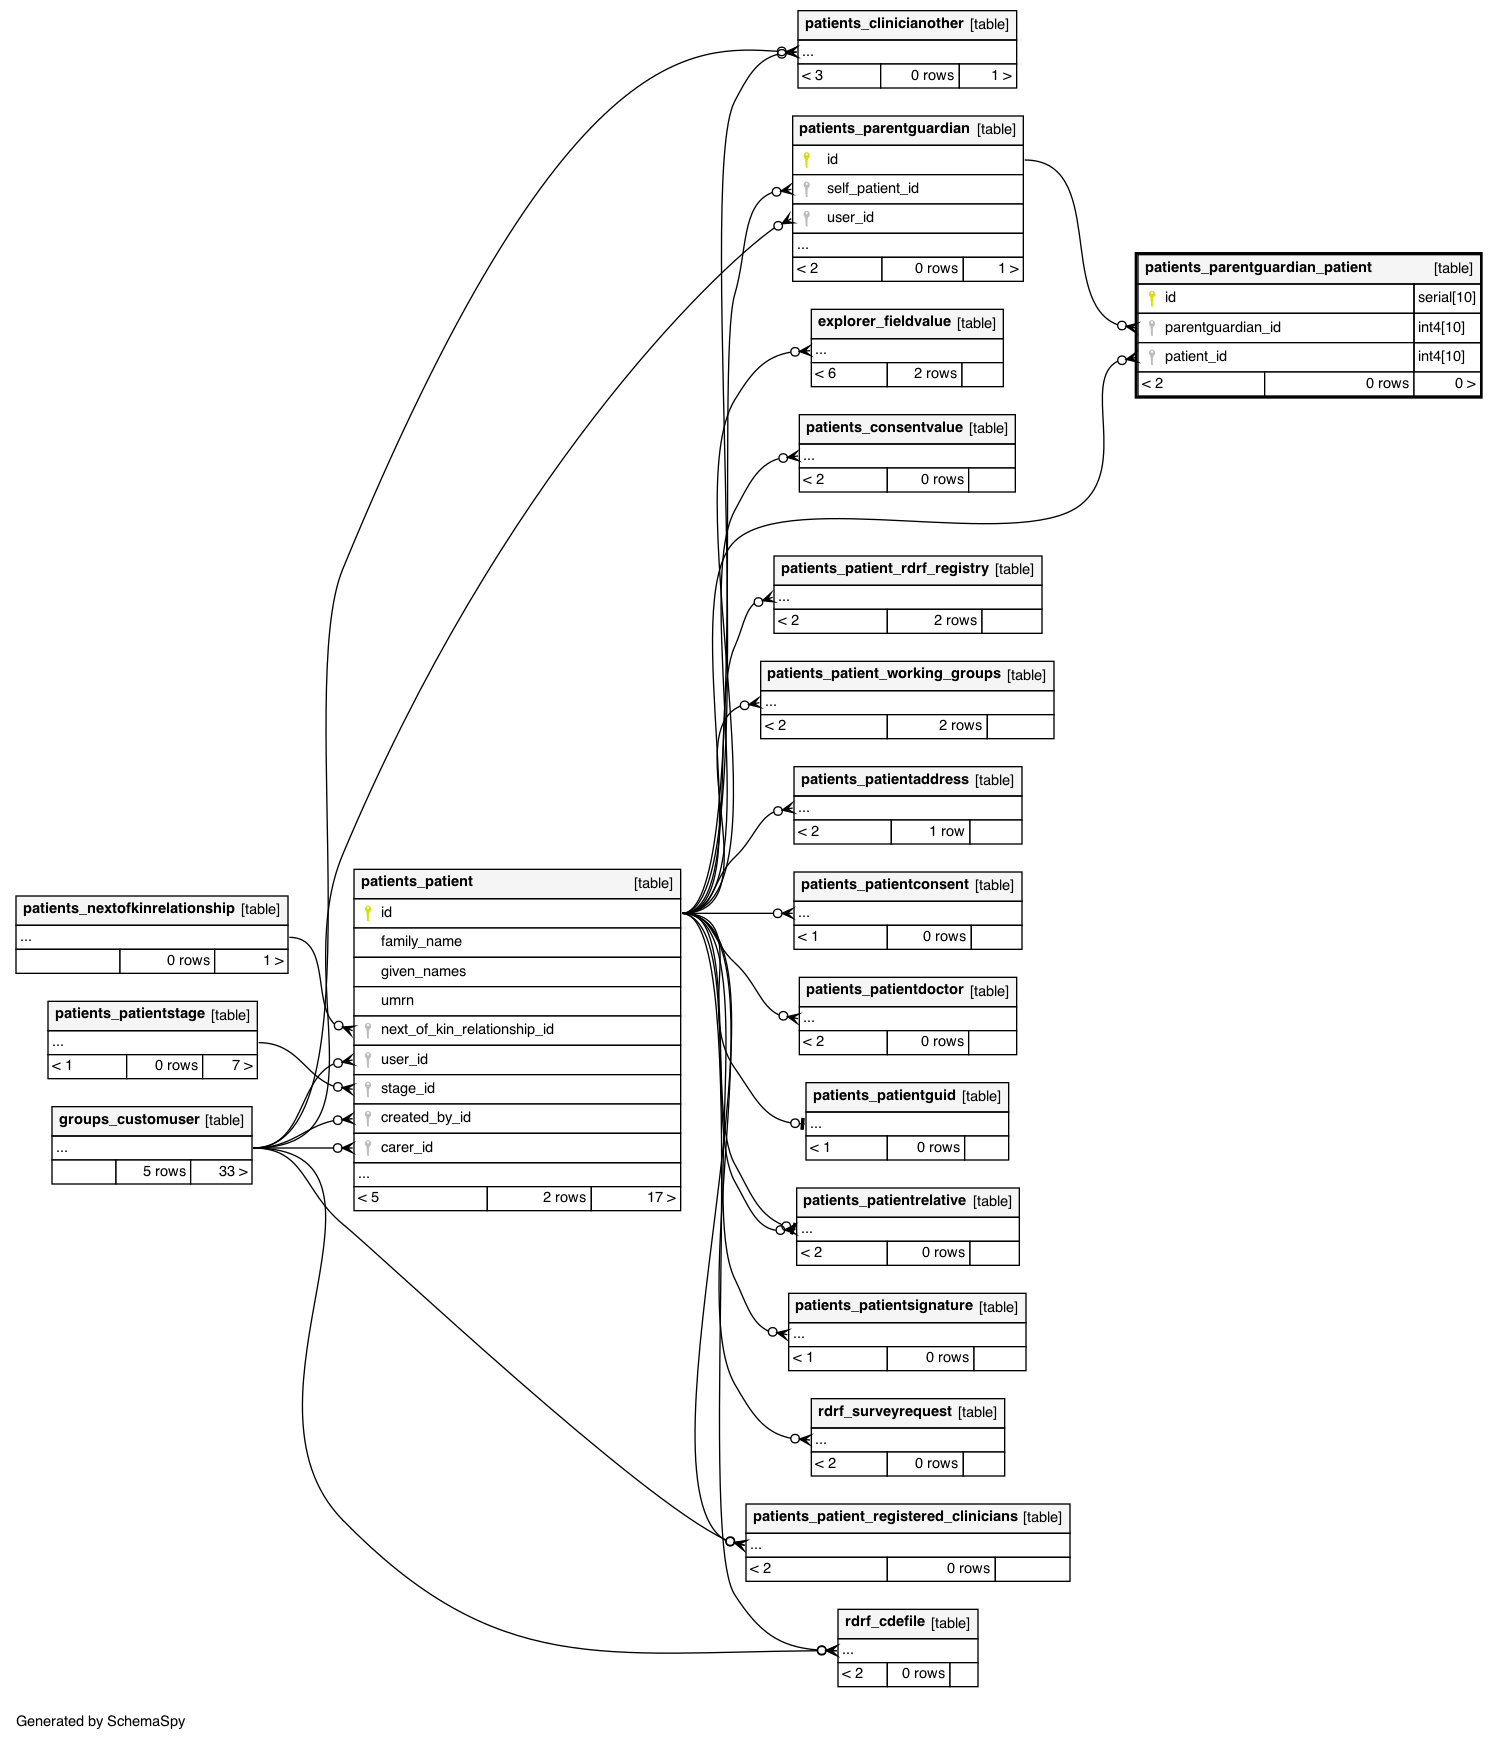 patients_clinicianother [table]
...
< 3 0 rows 1 >
patients_parentguardian [table]
id
self_patient_id
user_id
...
< 2 0 rows 1 >
patients_parentguardian_patient [table]
id serial[10]
parentguardian_id int4[10]
patient_id int4[10]
< 2 0 rows 0 >
explorer_fieldvalue [table]
...
< 6 2 rows
patients_consentvalue [table]
...
< 2 0 rows
patients_patient_rdrf_registry [table]
...
< 2 2 rows
patients_patient_working_groups [table]
...
< 2 2 rows
patients_patientaddress [table]
...
< 2 1 row
patients_nextofkinrelationship [table]
...
0 rows 1 >
patients_patientstage [table]
...
< 1 0 rows 7 >
groups_customuser [table]
...
5 rows 33 >
patients_patient [table]
id
family_name
given_names
umrn
next_of_kin_relationship_id
user_id
stage_id
created_by_id
carer_id
...
< 5 2 rows 17 >
patients_patientconsent [table]
...
< 1 0 rows
patients_patientdoctor [table]
...
< 2 0 rows
patients_patientguid [table]
...
< 1 0 rows
patients_patientrelative [table]
...
< 2 0 rows
patients_patientsignature [table]
...
< 1 0 rows
rdrf_surveyrequest [table]
...
< 2 0 rows
patients_patient_registered_clinicians [table]
...
< 2 0 rows
rdrf_cdefile [table]
...
< 2 0 rows
Generated by SchemaSpy